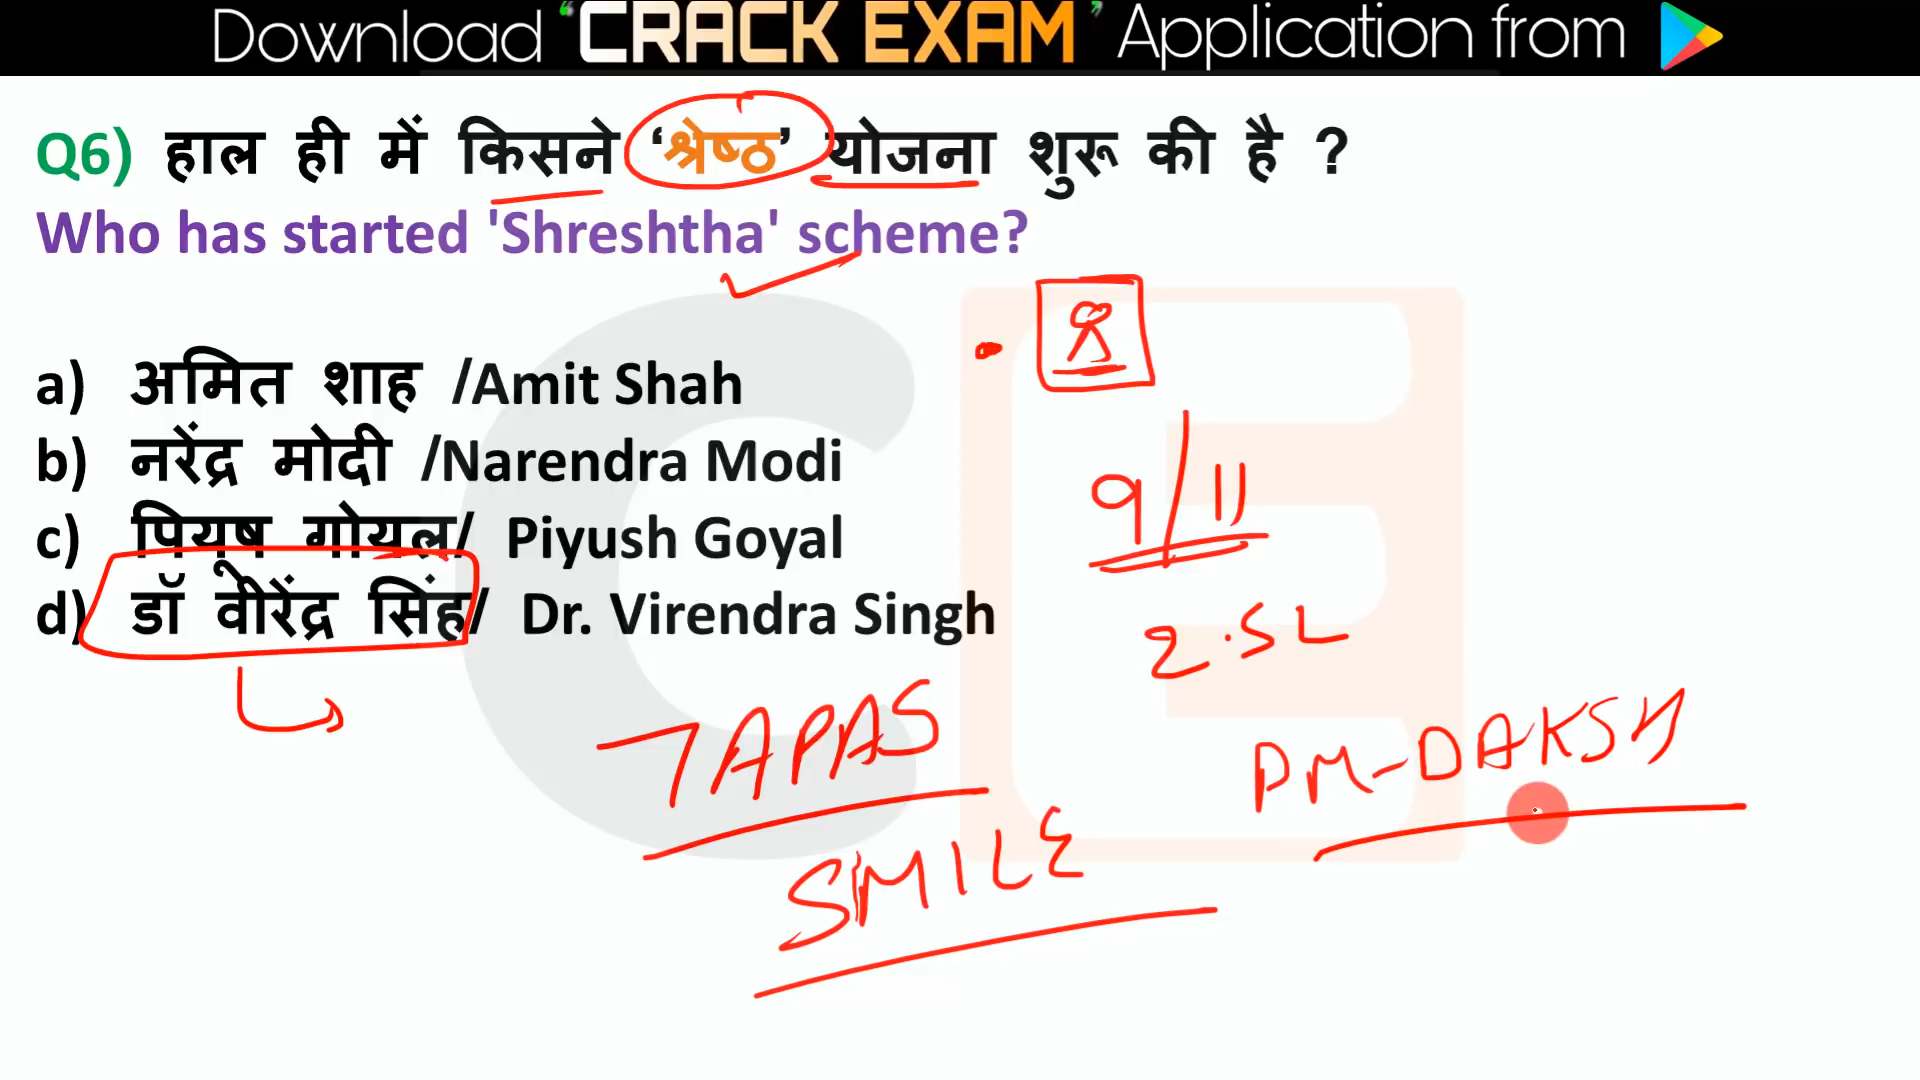 Download "CRACK EXAM" Application from
Q6) हाल ही में किसने ‘श्रेष्ठ’ योजना शुरू की है ?
Who has started 'Shreshtha' scheme?
a) अमित शाह /Amit Shah
b) नरेंद्र मोदी /Narendra Modi
c) पियूष गोयल/ Piyush Goyal
d) डॉ वीरेंद्र सिंह/ Dr. Virendra Singh
9/11
2.5L
TAPAS
PM-DAKSH
SMILE